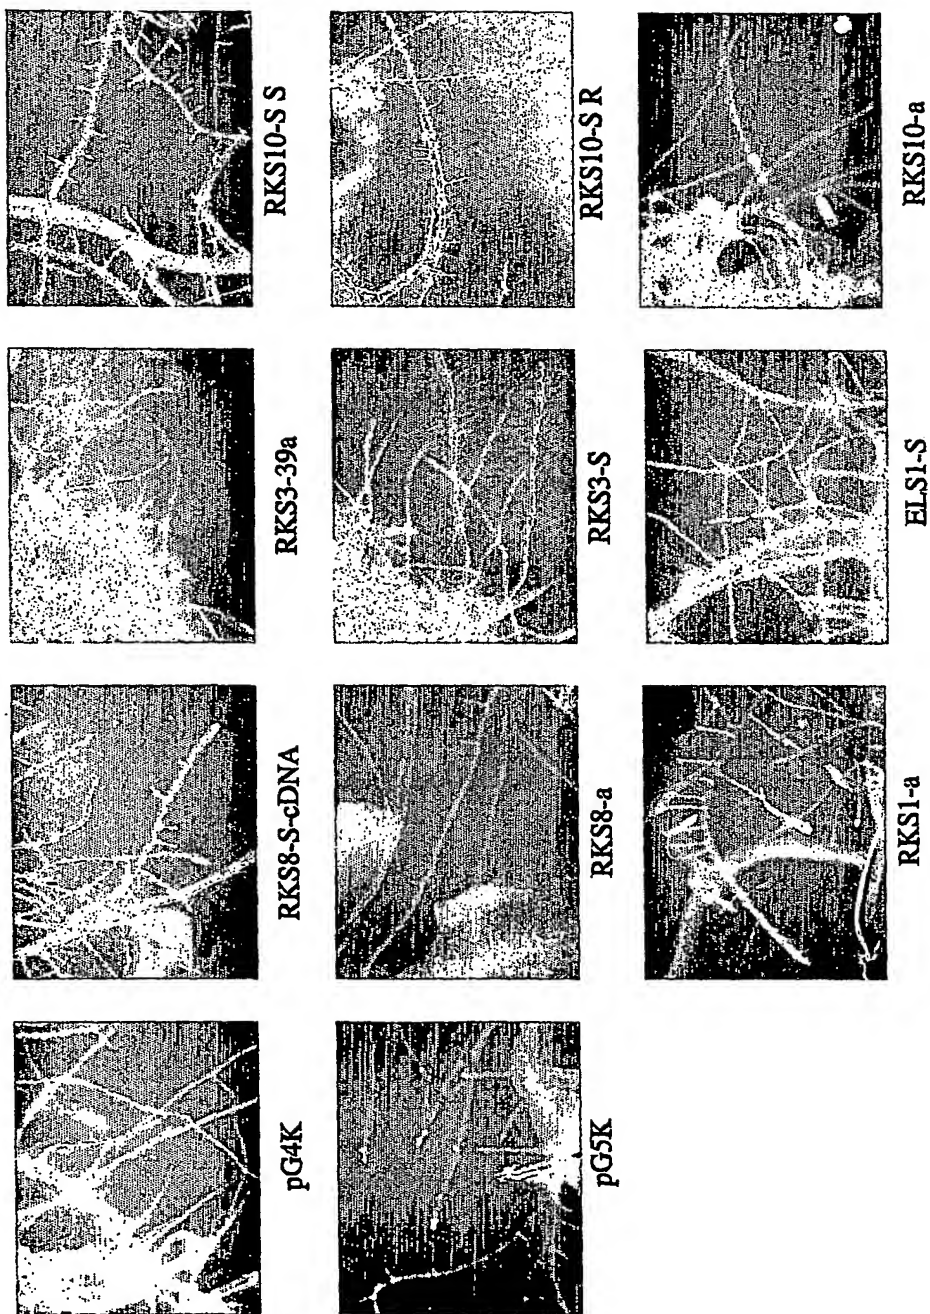 pG4K
RKS8-S-cDNA
RKS3-39a
RKS10-S S
pG5K
RKS8-a
RKS3-S
RKS10-S R
RKS1-a
ELS1-S
RKS10-a